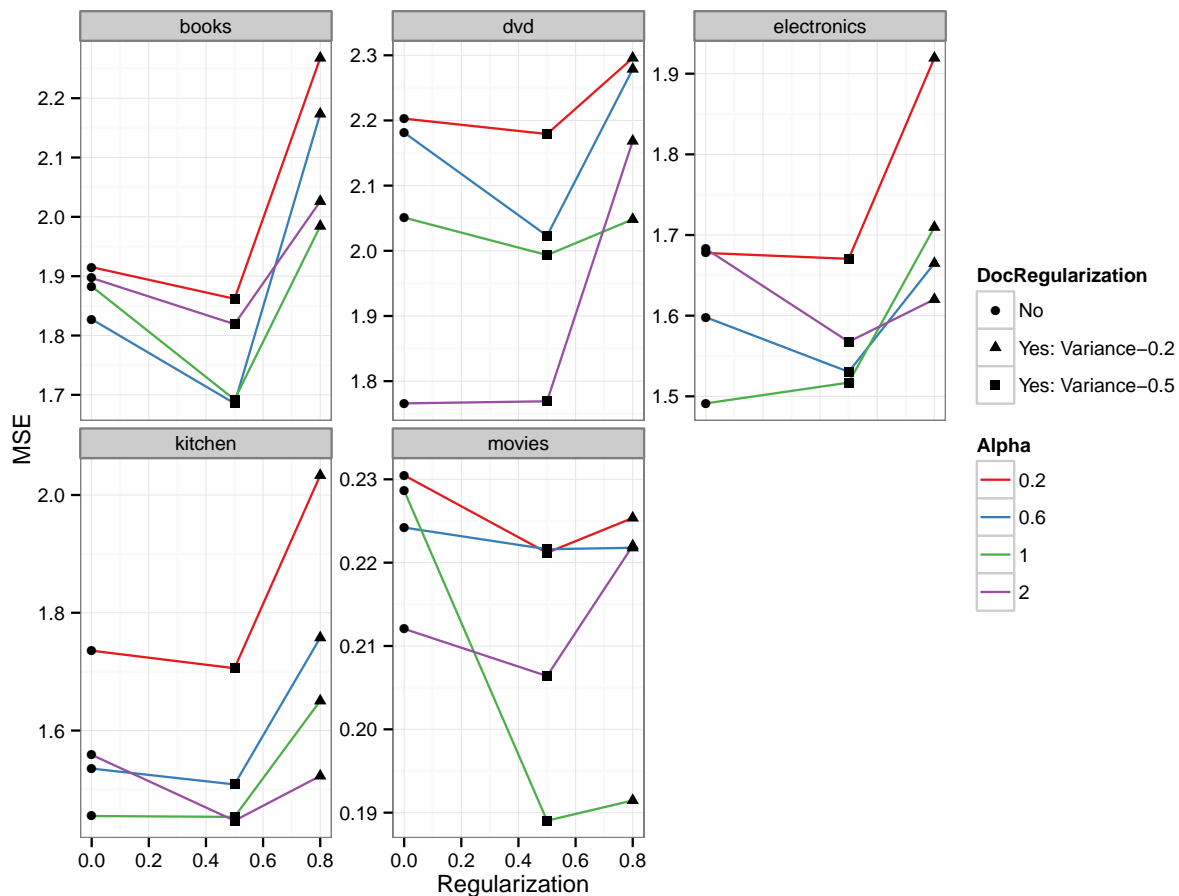 books
dvd
electronics
2.2
2.1
2.0
1.9
1.8
1.7
2.3
2.2
2.1
2.0
1.9
1.8
1.9
1.8
1.7
1.6
1.5
MSE
kitchen
movies
2.0
1.8
1.6
0.23
0.22
0.21
0.20
0.19
0.0 0.2 0.4 0.6 0.8
0.0 0.2 0.4 0.6 0.8
Regularization
DocRegularization
No
Yes: Variance−0.2
Yes: Variance−0.5
Alpha
0.2
0.6
1
2